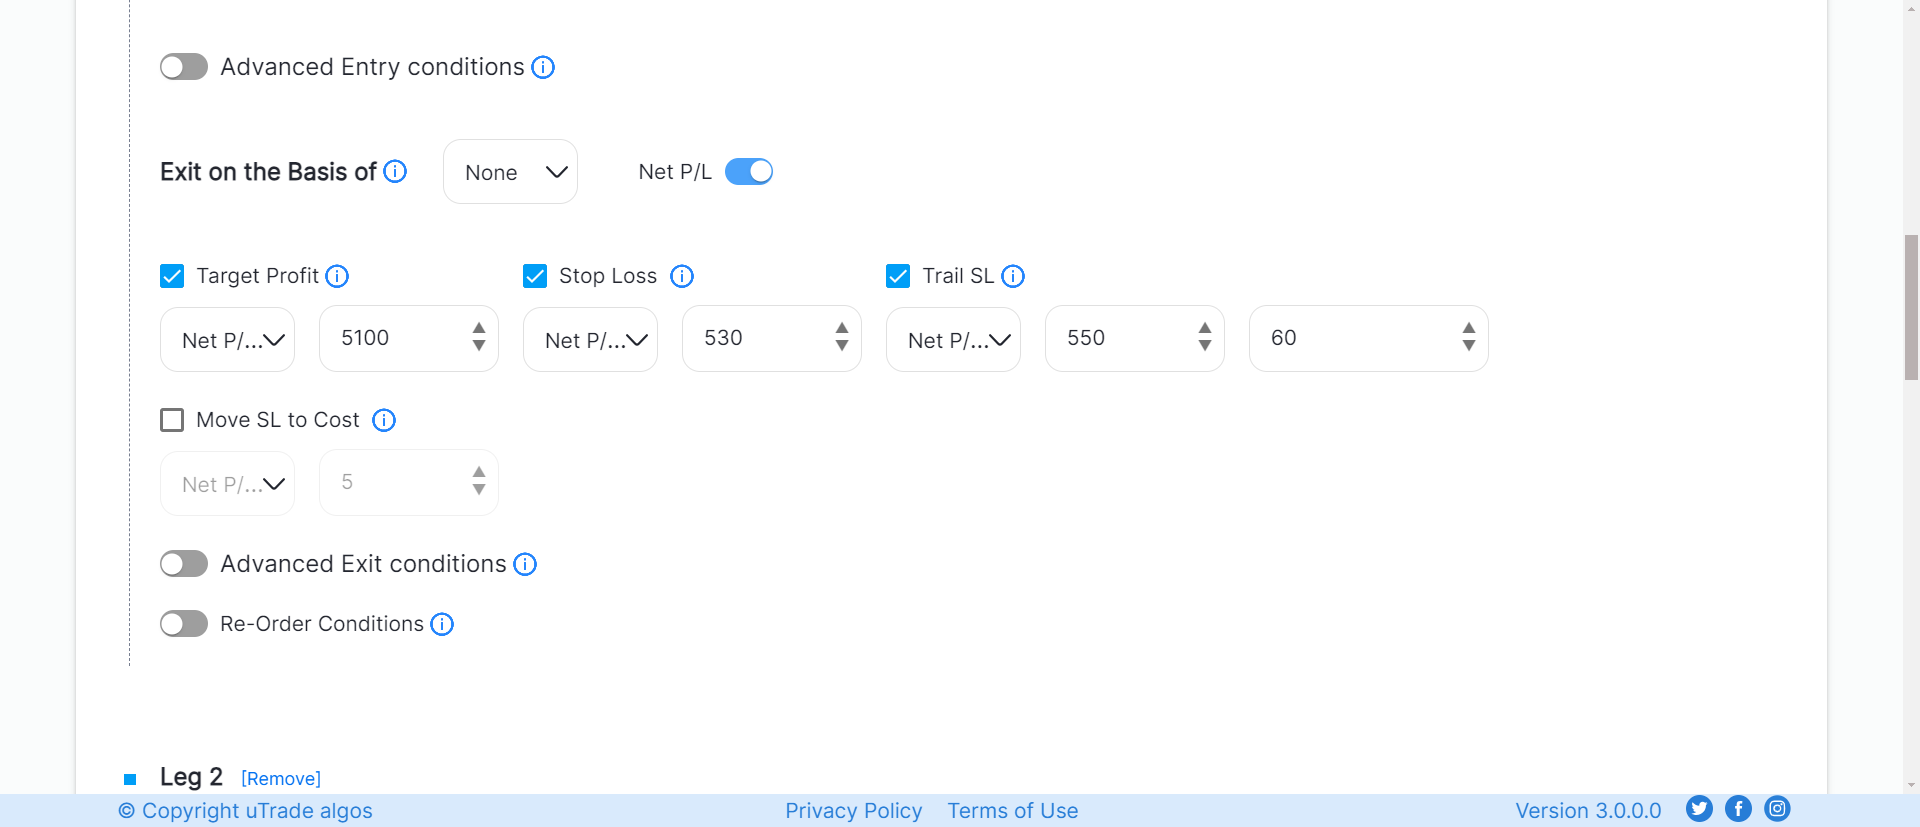 Advanced Entry conditions
Exit on the Basis of None Net P/L
Target Profit Stop Loss Trail SL
Net P/... 5100 Net P/... 530 Net P/... 550 60
Move SL to Cost
Net P/... 5
Advanced Exit conditions
Re-Order Conditions
Leg 2 [Remove]
© Copyright uTrade algos Privacy Policy Terms of Use Version 3.0.0.0